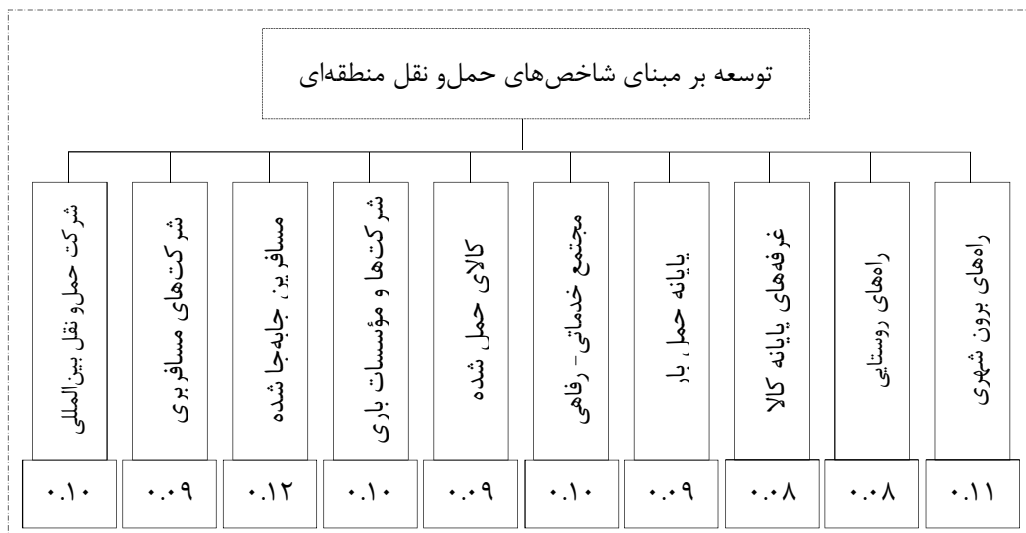 توسعه بر مبنای شاخص‌های حمل‌و نقل منطقه‌ای
راه‌های برون شهری
راه‌های روستایی
غرفه‌های پایانه کالا
پایانه حمل بار
مجتمع خدماتی- رفاهی
کالای حمل شده
شرکت‌ها و مؤسسات باری
مسافرین جابه‌جا شده
شرکت‌های مسافربری
شرکت حمل‌و نقل بین‌المللی
۰.۱۱
۰.۰۸
۰.۰۸
۰.۰۹
۰.۱۰
۰.۰۹
۰.۱۰
۰.۱۲
۰.۰۹
۰.۱۰